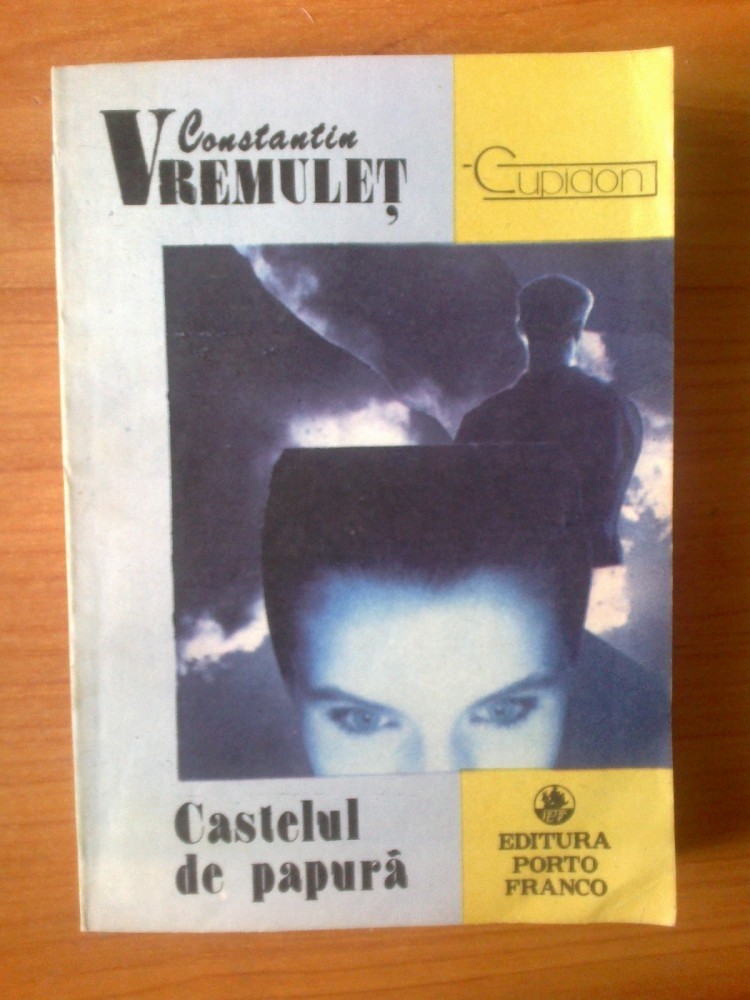 Constantin
VREMULEȚ
Cupidon
Castelul
de papură
EDITURA
PORTO
FRANCO